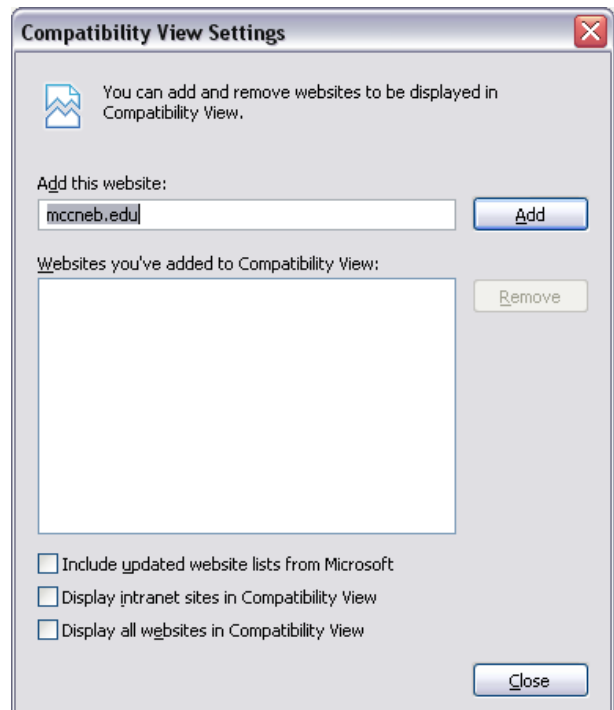 Compatibility View Settings
You can add and remove websites to be displayed in
Compatibility View.
Add this website:
mccneb.edu
Add
Websites you've added to Compatibility View:
Remove
Include updated website lists from Microsoft
Display intranet sites in Compatibility View
Display all websites in Compatibility View
Close